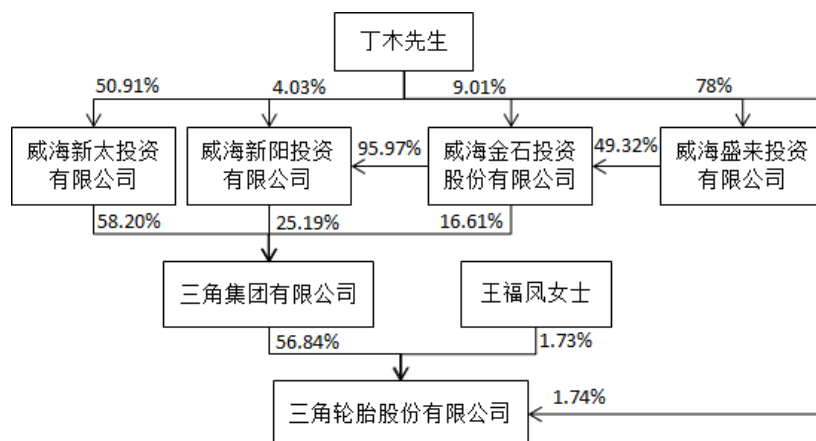 丁木先生
50.91%
4.03%
9.01%
78%
威海新太投资
有限公司
威海新阳投资
有限公司
95.97%
威海金石投资
股份有限公司
49.32%
威海盛来投资
有限公司
58.20%
25.19%
16.61%
三角集团有限公司
王福凤女士
56.84%
1.73%
三角轮胎股份有限公司
1.74%